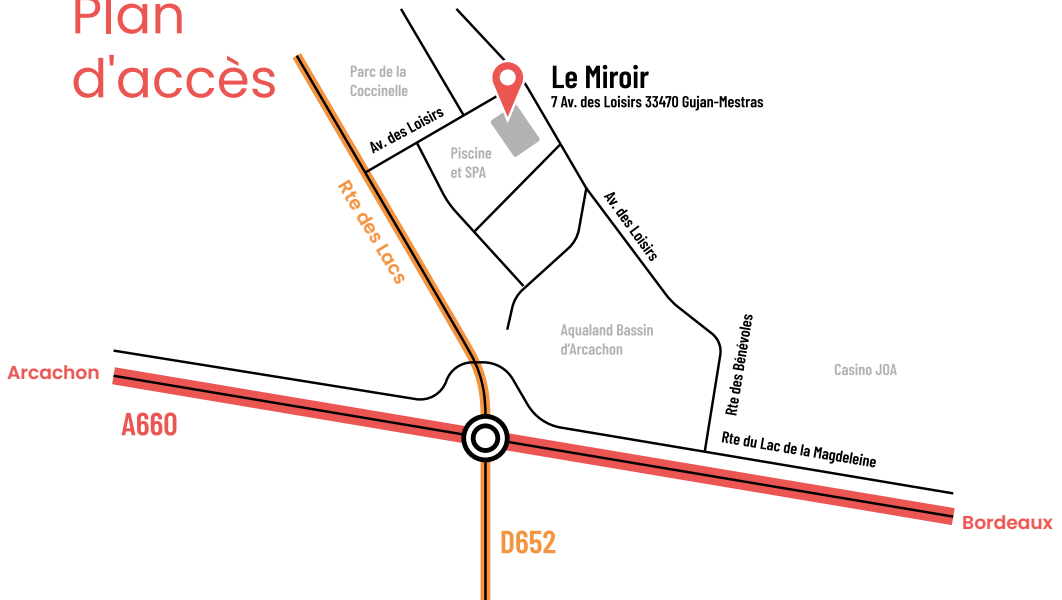 Plan
d'accès
Parc de la
Coccinelle
Le Miroir
7 Av. des Loisirs 33470 Gujan-Mestras
Av. des Loisirs
Piscine
et SPA
Rte des Lacs
Av. des Loisirs
Aqualand Bassin
d'Arcachon
Rte des Bénévoles
Casino JOA
Arcachon
A660
Rte du Lac de la Magdeleine
Bordeaux
D652